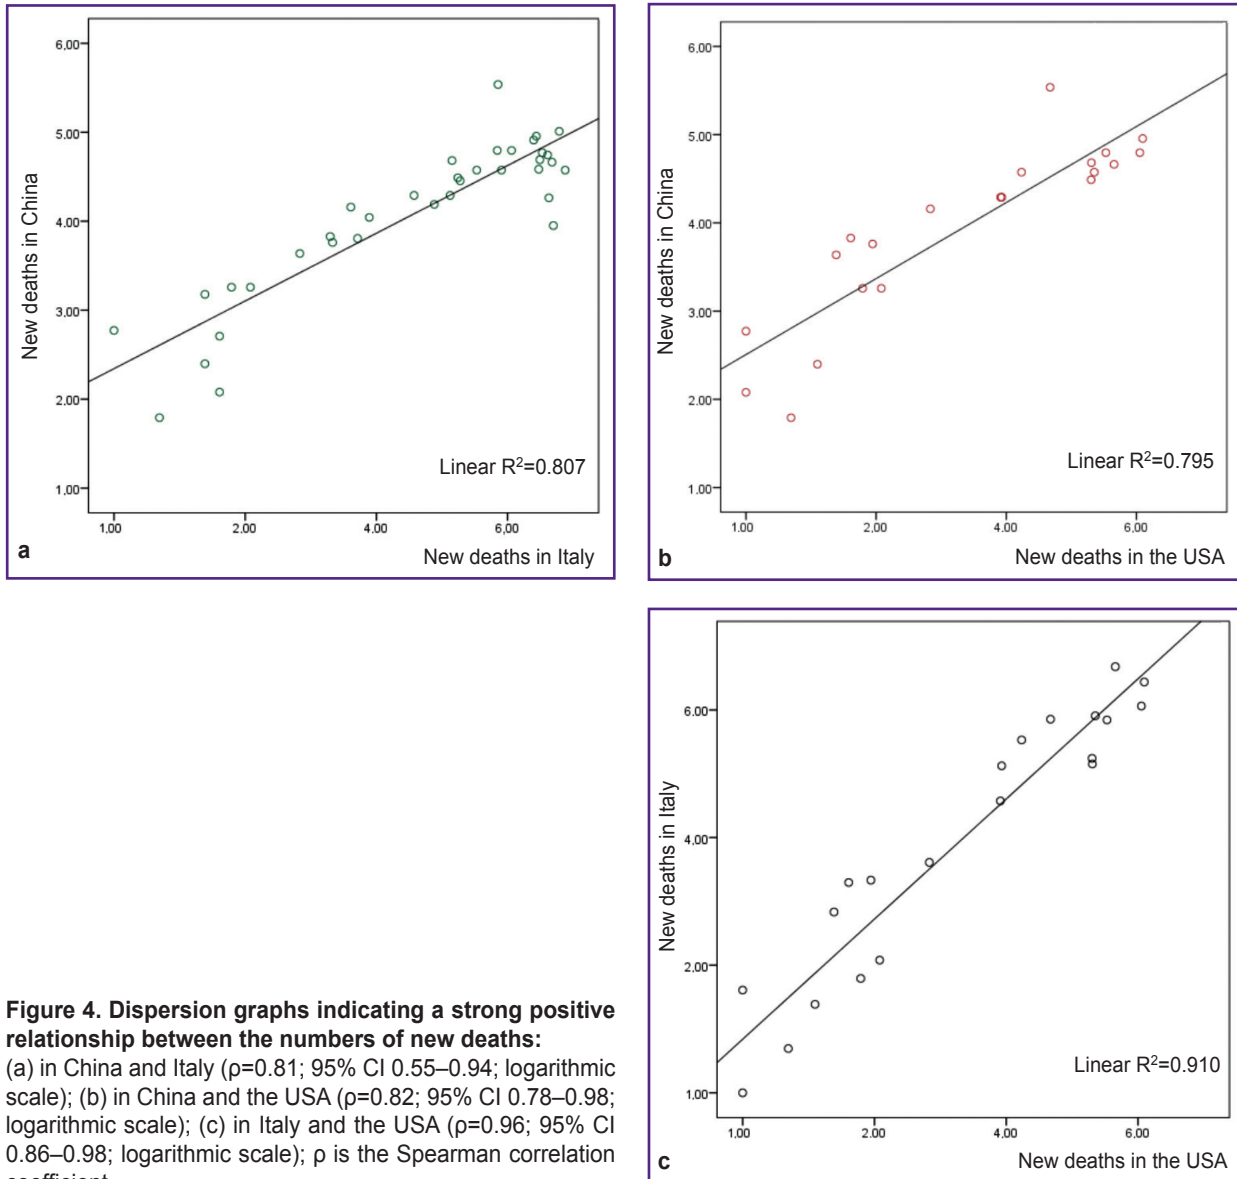 6,00
5,00
4,00
3,00
2,00
1,00
New deaths in China
Linear R²=0.807
1,00 2,00 4,00 6,00
a New deaths in Italy
6,00
5,00
4,00
3,00
2,00
1,00
New deaths in China
Linear R²=0.795
1,00 2,00 4,00 6,00
b New deaths in the USA
6,00
4,00
2,00
1,00
New deaths in Italy
Linear R²=0.910
1,00 2,00 4,00 6,00
c New deaths in the USA
Figure 4. Dispersion graphs indicating a strong positive
relationship between the numbers of new deaths:
(a) in China and Italy (ρ=0.81; 95% CI 0.55–0.94; logarithmic
scale); (b) in China and the USA (ρ=0.82; 95% CI 0.78–0.98;
logarithmic scale); (c) in Italy and the USA (ρ=0.96; 95% CI
0.86–0.98; logarithmic scale); ρ is the Spearman correlation